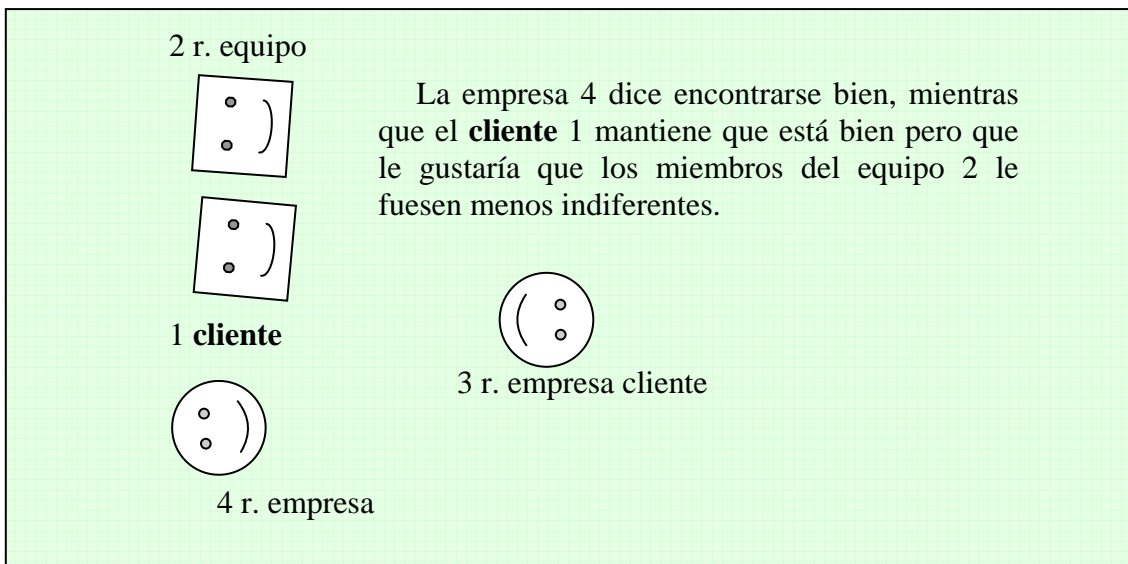 2 r. equipo
La empresa 4 dice encontrarse bien, mientras
que el cliente 1 mantiene que está bien pero que
le gustaría que los miembros del equipo 2 le
fuesen menos indiferentes.
1 cliente
3 r. empresa cliente
4 r. empresa